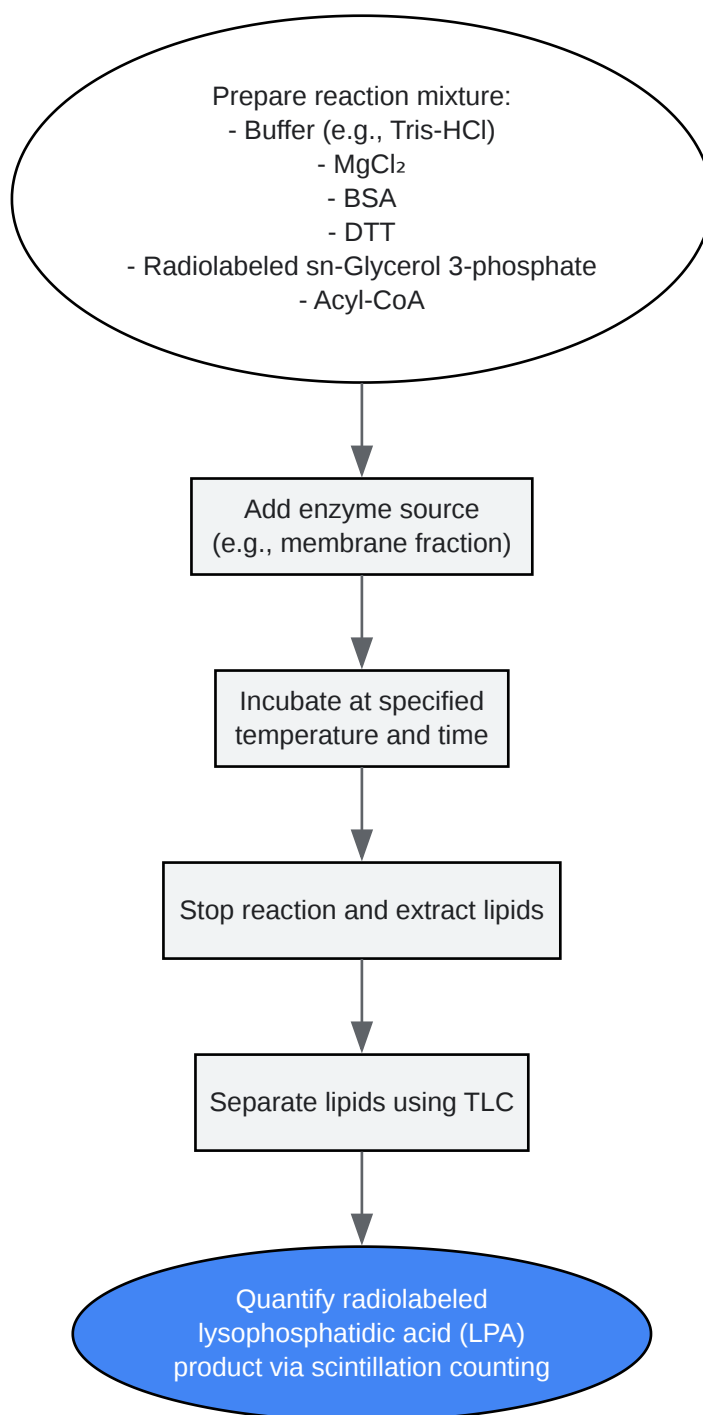 Prepare reaction mixture:
- Buffer (e.g., Tris-HCl)
- MgCl₂
- BSA
- DTT
- Radiolabeled sn-Glycerol 3-phosphate
- Acyl-CoA
Add enzyme source
(e.g., membrane fraction)
Incubate at specified
temperature and time
Stop reaction and extract lipids
Separate lipids using TLC
Quantify radiolabeled
lysophosphatidic acid (LPA)
product via scintillation counting